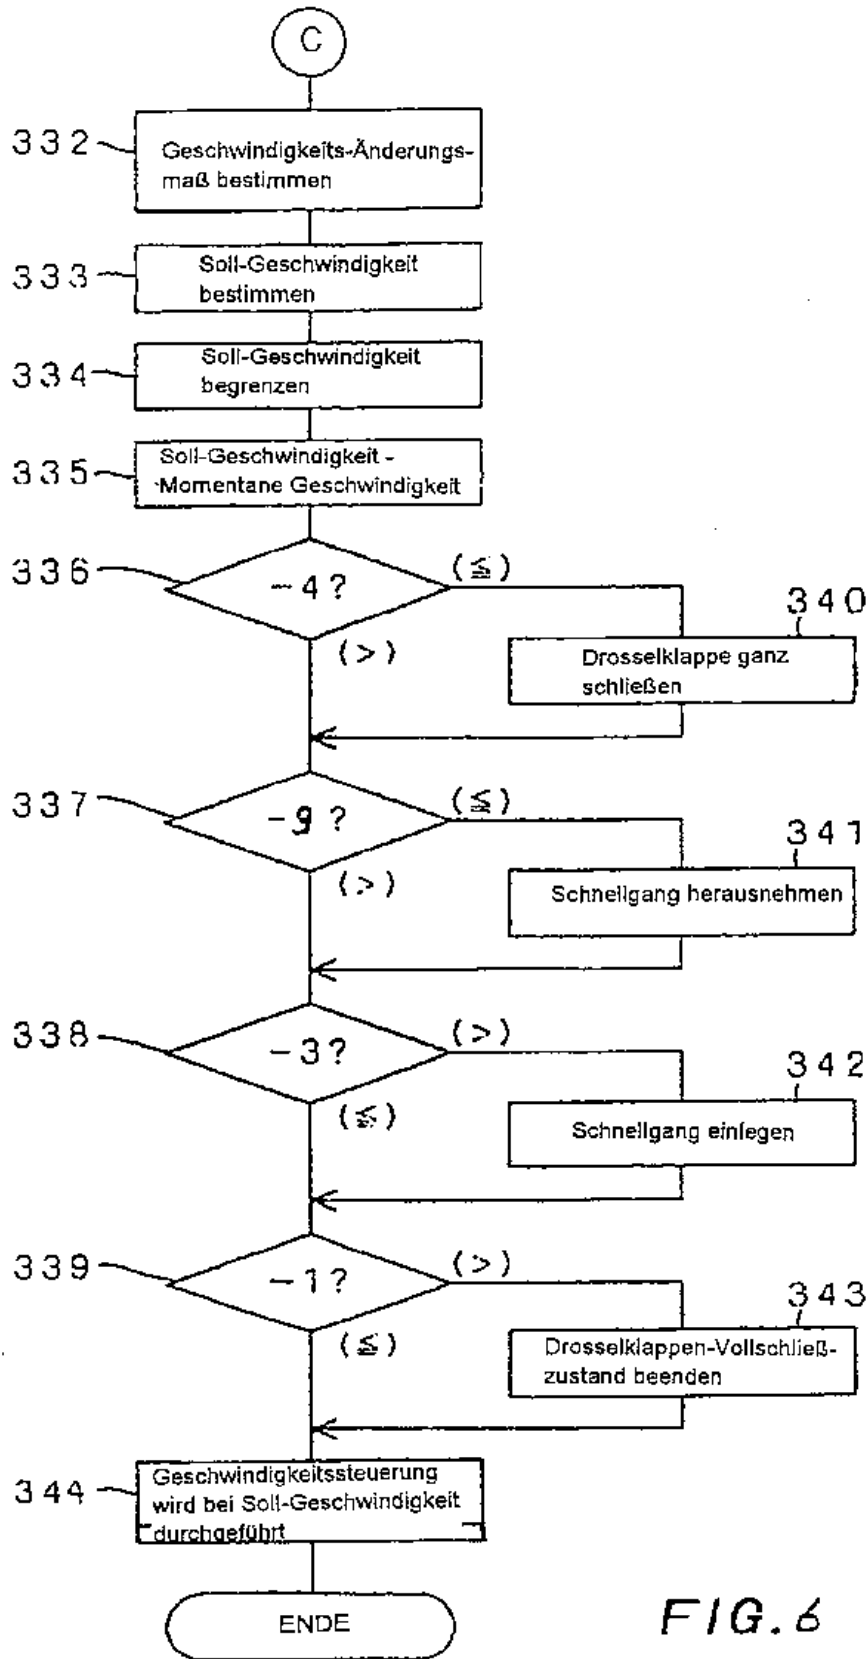 C
332
Geschwindigkeits-Änderungs-
maß bestimmen
333
Soll-Geschwindigkeit
bestimmen
334
Soll-Geschwindigkeit
begrenzen
335
Soll-Geschwindigkeit -
Momentane Geschwindigkeit
336
-4?
(≦)
(>)
340
Drosselklappe ganz
schließen
337
-9?
(≦)
(>)
341
Schnellgang herausnehmen
338
-3?
(>)
(≦)
342
Schnellgang einlegen
339
-1?
(>)
(≦)
343
Drosselklappen-Vollschließ-
zustand beenden
344
Geschwindigkeitssteuerung
wird bei Soll-Geschwindigkeit
durchgeführt
ENDE
FIG. 6